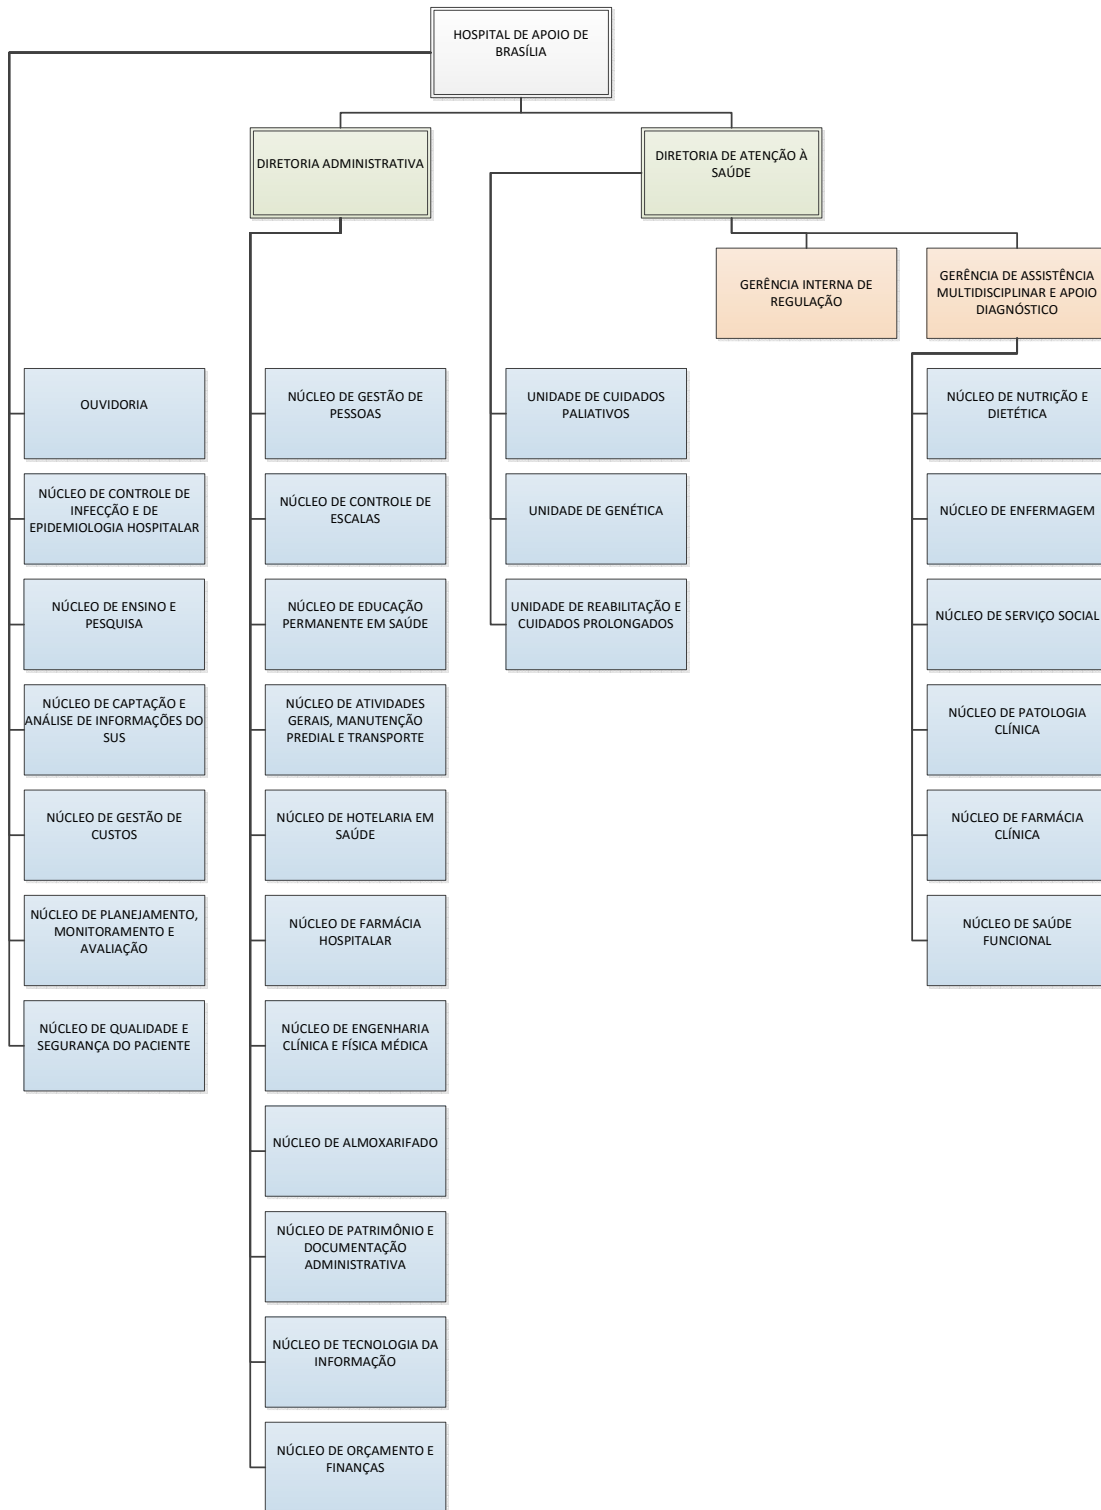 HOSPITAL DE APOIO DE
BRASÍLIA
DIRETORIA ADMINISTRATIVA
DIRETORIA DE ATENÇÃO À
SAÚDE
GERÊNCIA INTERNA DE
REGULAÇÃO
GERÊNCIA DE ASSISTÊNCIA
MULTIDISCIPLINAR E APOIO
DIAGNÓSTICO
OUVIDORIA
NÚCLEO DE CONTROLE DE
INFECÇÃO E DE
EPIDEMIOLOGIA HOSPITALAR
NÚCLEO DE ENSINO E
PESQUISA
NÚCLEO DE CAPTAÇÃO E
ANÁLISE DE INFORMAÇÕES DO
SUS
NÚCLEO DE GESTÃO DE
CUSTOS
NÚCLEO DE PLANEJAMENTO,
MONITORAMENTO E
AVALIAÇÃO
NÚCLEO DE QUALIDADE E
SEGURANÇA DO PACIENTE
NÚCLEO DE GESTÃO DE
PESSOAS
NÚCLEO DE CONTROLE DE
ESCALAS
NÚCLEO DE EDUCAÇÃO
PERMANENTE EM SAÚDE
NÚCLEO DE ATIVIDADES
GERAIS, MANUTENÇÃO
PREDIAL E TRANSPORTE
NÚCLEO DE HOTELARIA EM
SAÚDE
NÚCLEO DE FARMÁCIA
HOSPITALAR
NÚCLEO DE ENGENHARIA
CLÍNICA E FÍSICA MÉDICA
NÚCLEO DE ALMOXARIFADO
NÚCLEO DE PATRIMÔNIO E
DOCUMENTAÇÃO
ADMINISTRATIVA
NÚCLEO DE TECNOLOGIA DA
INFORMAÇÃO
NÚCLEO DE ORÇAMENTO E
FINANÇAS
UNIDADE DE CUIDADOS
PALIATIVOS
UNIDADE DE GENÉTICA
UNIDADE DE REABILITAÇÃO E
CUIDADOS PROLONGADOS
NÚCLEO DE NUTRIÇÃO E
DIETÉTICA
NÚCLEO DE ENFERMAGEM
NÚCLEO DE SERVIÇO SOCIAL
NÚCLEO DE PATOLOGIA
CLÍNICA
NÚCLEO DE FARMÁCIA
CLÍNICA
NÚCLEO DE SAÚDE
FUNCIONAL